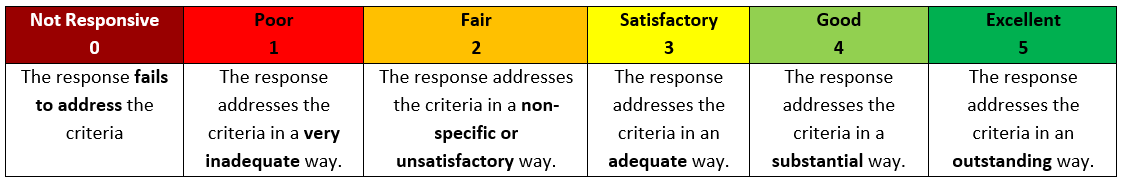 Not Responsive
0
Poor
1
Fair
2
Satisfactory
3
Good
4
Excellent
5
The response fails
to address the
criteria
The response
addresses the
criteria in a very
inadequate way.
The response addresses
the criteria in a non-
specific or
unsatisfactory way.
The response
addresses the
criteria in an
adequate way.
The response
addresses the
criteria in a
substantial way.
The response
addresses the
criteria in an
outstanding way.